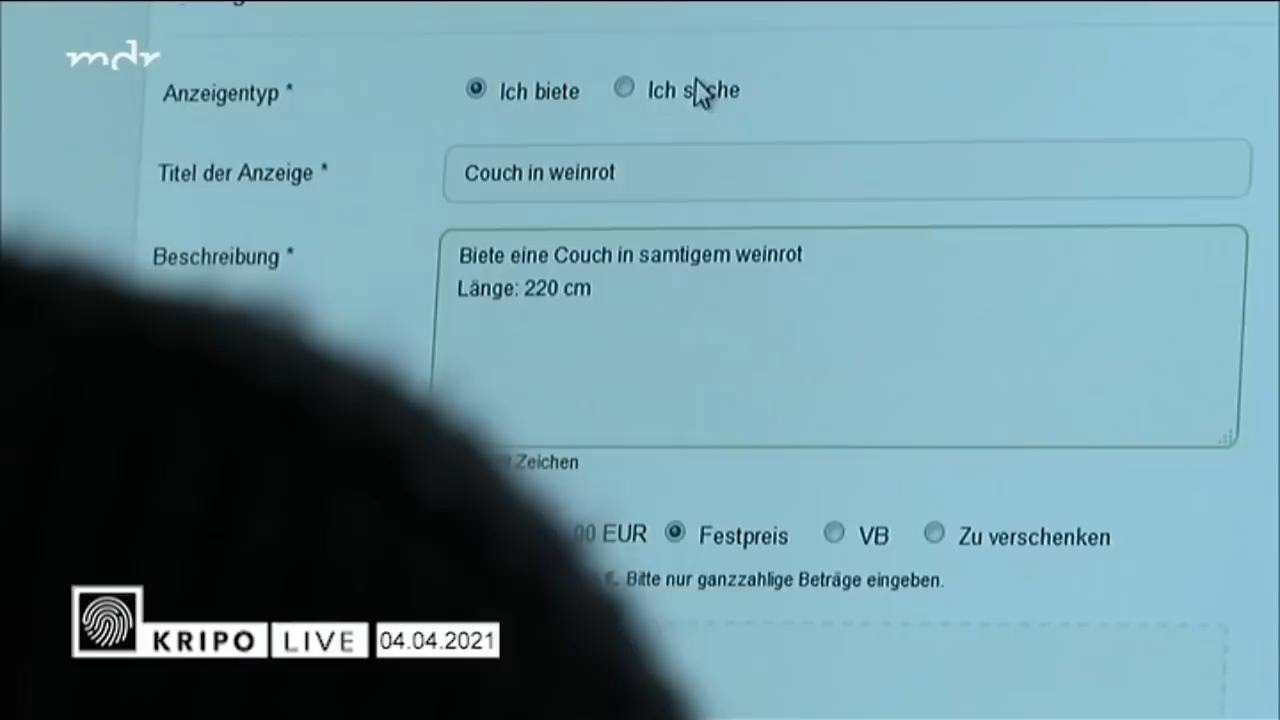 mdr
Anzeigentyp * Ich biete Ich suche
Titel der Anzeige * Couch in weinrot
Beschreibung * Biete eine Couch in samtigem weinrot
Länge: 220 cm
Zeichen
00 EUR Festpreis VB Zu verschenken
Bitte nur ganzzahlige Beträge eingeben.
KRIPO LIVE 04.04.2021